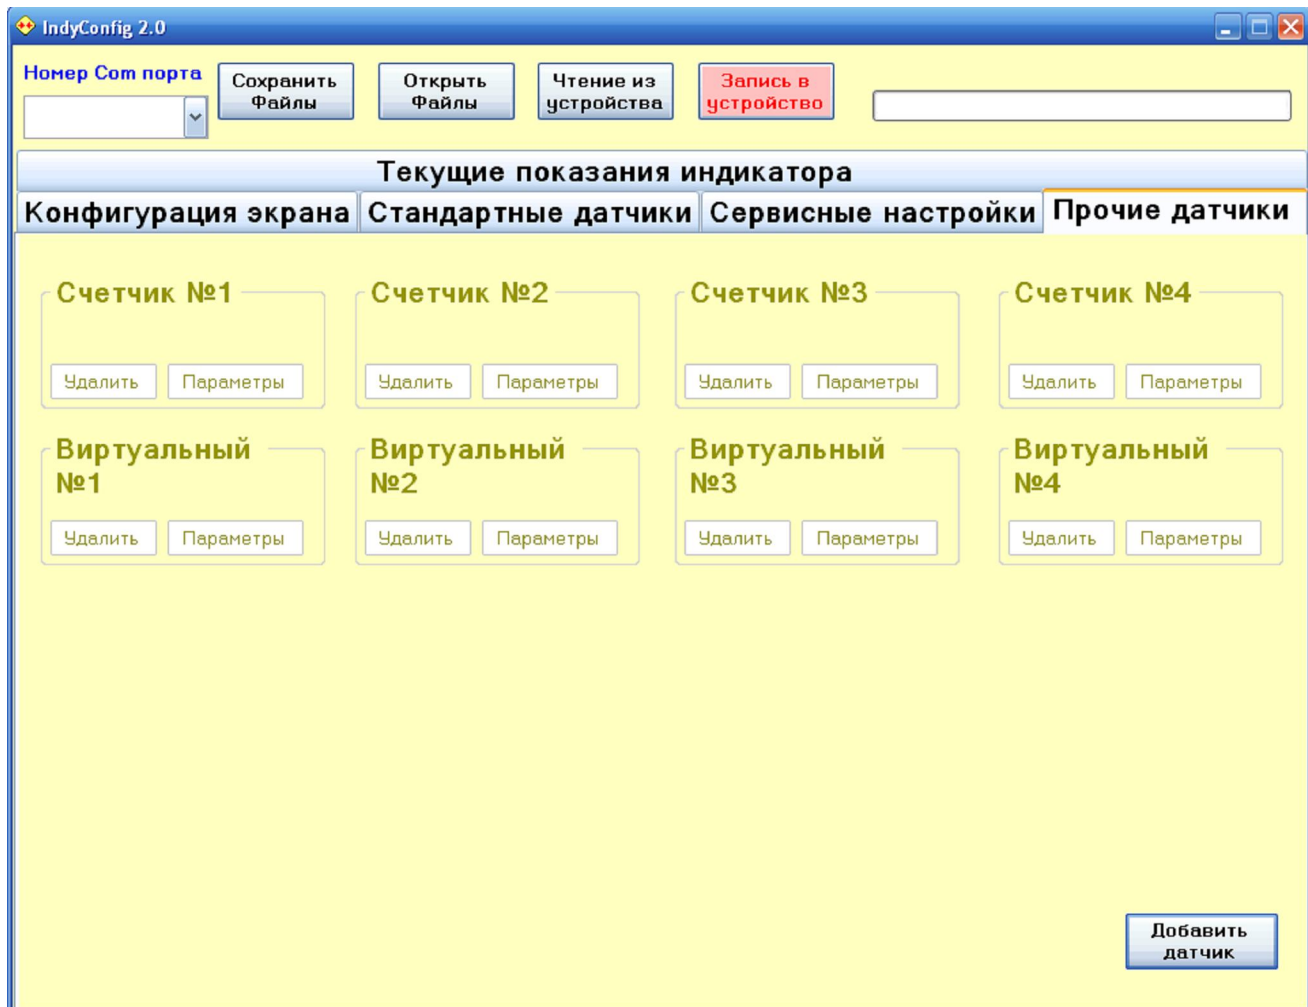 IndyConfig 2.0
Номер Com порта
Сохранить
Файлы
Открыть
Файлы
Чтение из
устройства
Запись в
устройство
Текущие показания индикатора
Конфигурация экрана Стандартные датчики Сервисные настройки Прочие датчики
Счетчик №1 Счетчик №2 Счетчик №3 Счетчик №4
Удалить Параметры Удалить Параметры Удалить Параметры Удалить Параметры
Виртуальный
№1
Виртуальный
№2
Виртуальный
№3
Виртуальный
№4
Удалить Параметры Удалить Параметры Удалить Параметры Удалить Параметры
Добавить
датчик